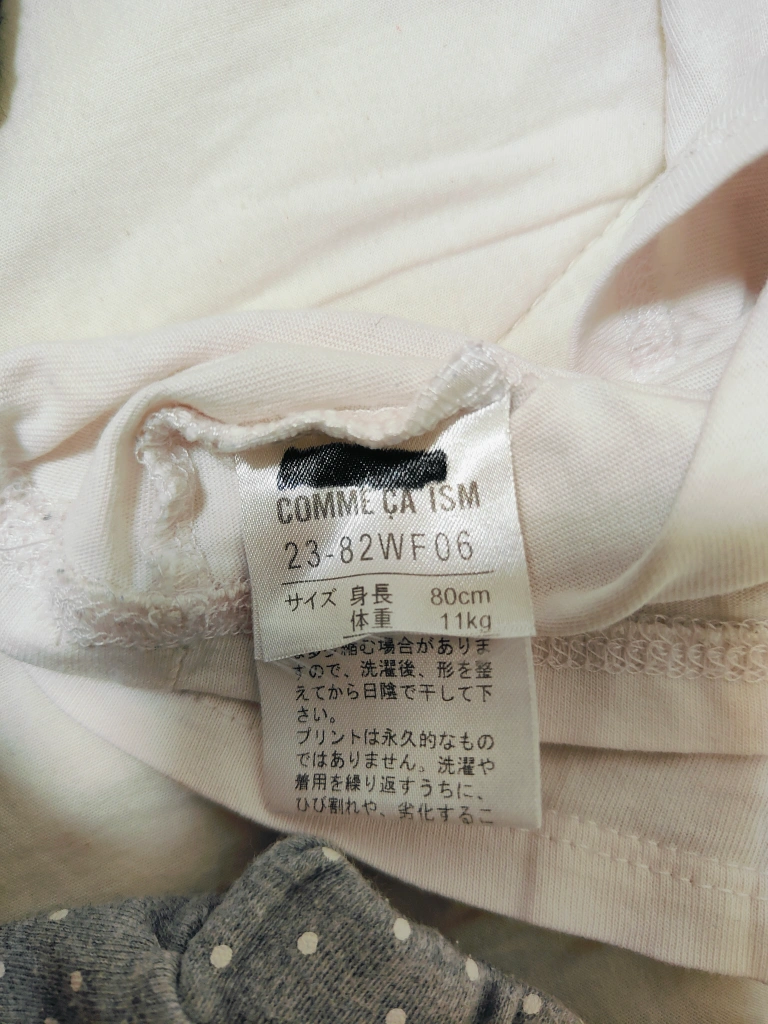 COMME ÇA ISM
23-82WF06
サイズ 身長 80cm
体重 11kg
縮む場合がありま
すので、洗濯後、形を整
えてから日陰で干して下
さい。
プリントは永久的なもの
ではありません。洗濯や
着用を繰り返すうちに、
ひび割れや、劣化するこ